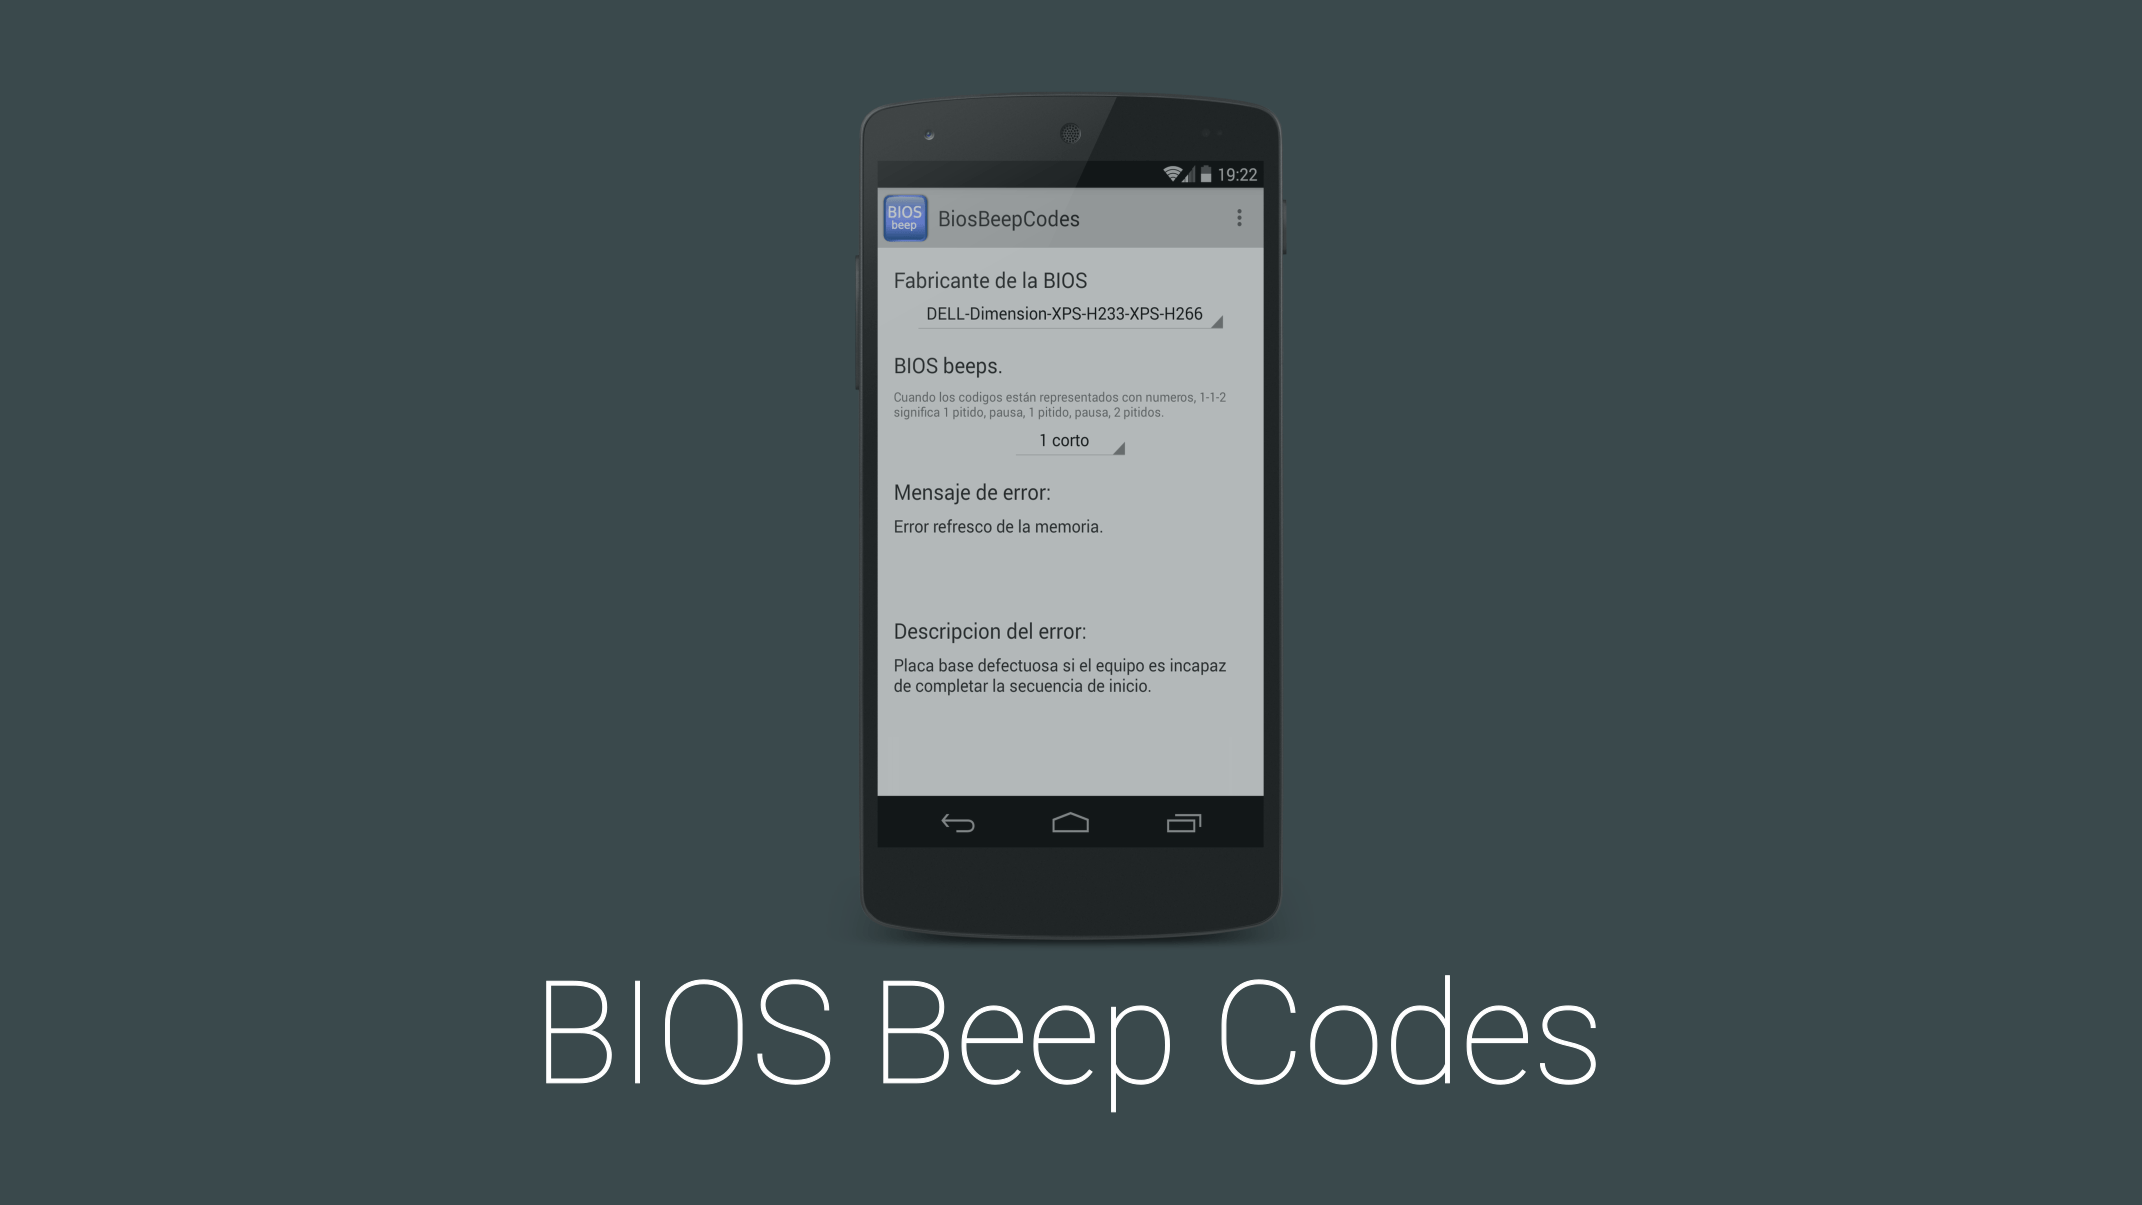 19:22
BIOS
beep
BiosBeepCodes
Fabricante de la BIOS
DELL-Dimension-XPS-H233-XPS-H266
BIOS beeps.
Cuando los codigos están representados con numeros, 1-1-2
significa 1 pitido, pausa, 1 pitido, pausa, 2 pitidos.
1 corto
Mensaje de error:
Error refresco de la memoria.
Descripcion del error:
Placa base defectuosa si el equipo es incapaz
de completar la secuencia de inicio.
BIOS Beep Codes